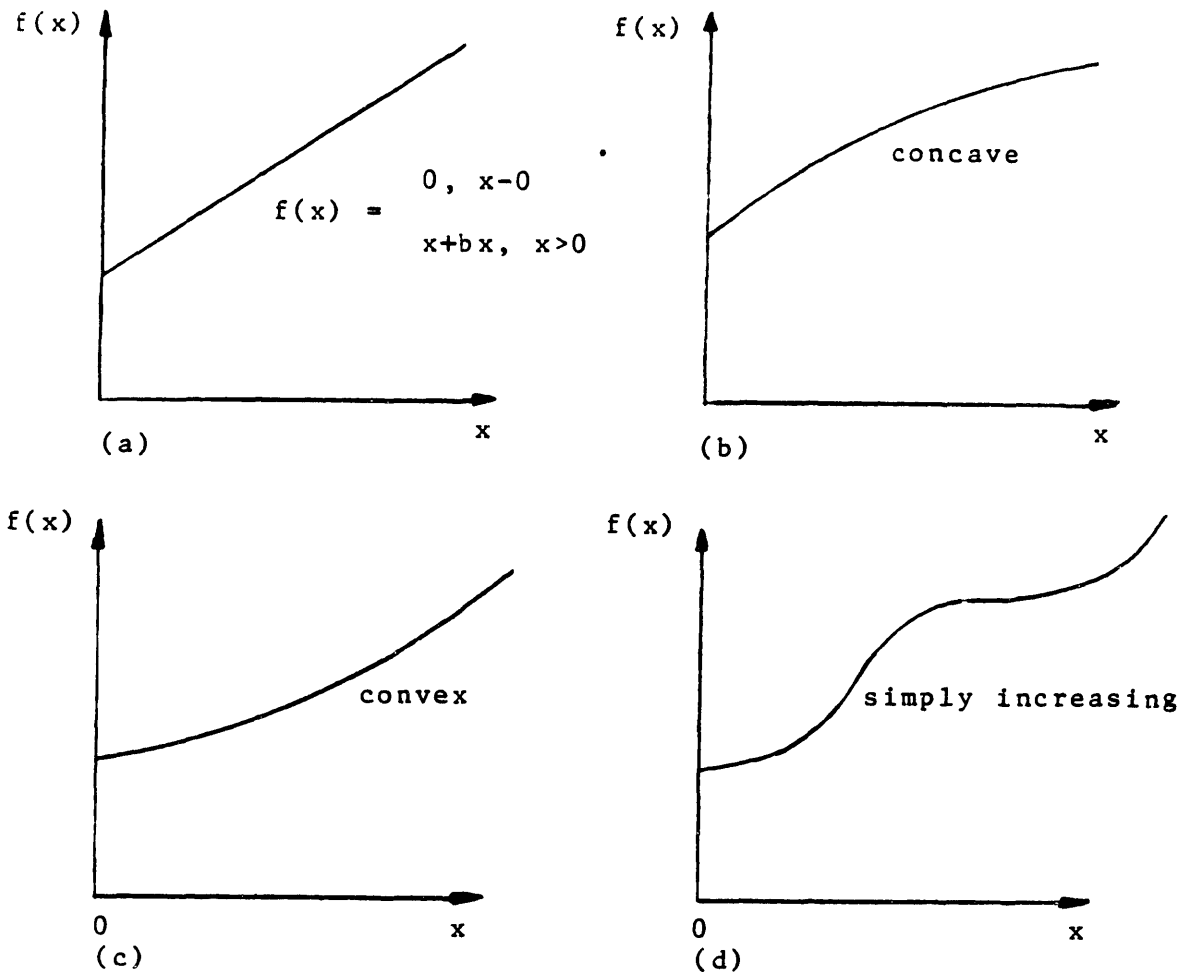 f(x)
0, x-0
f(x) =
x+bx, x>0
x
(a)
f(x)
concave
x
(b)
f(x)
convex
0
x
(c)
f(x)
simply increasing
0
x
(d)